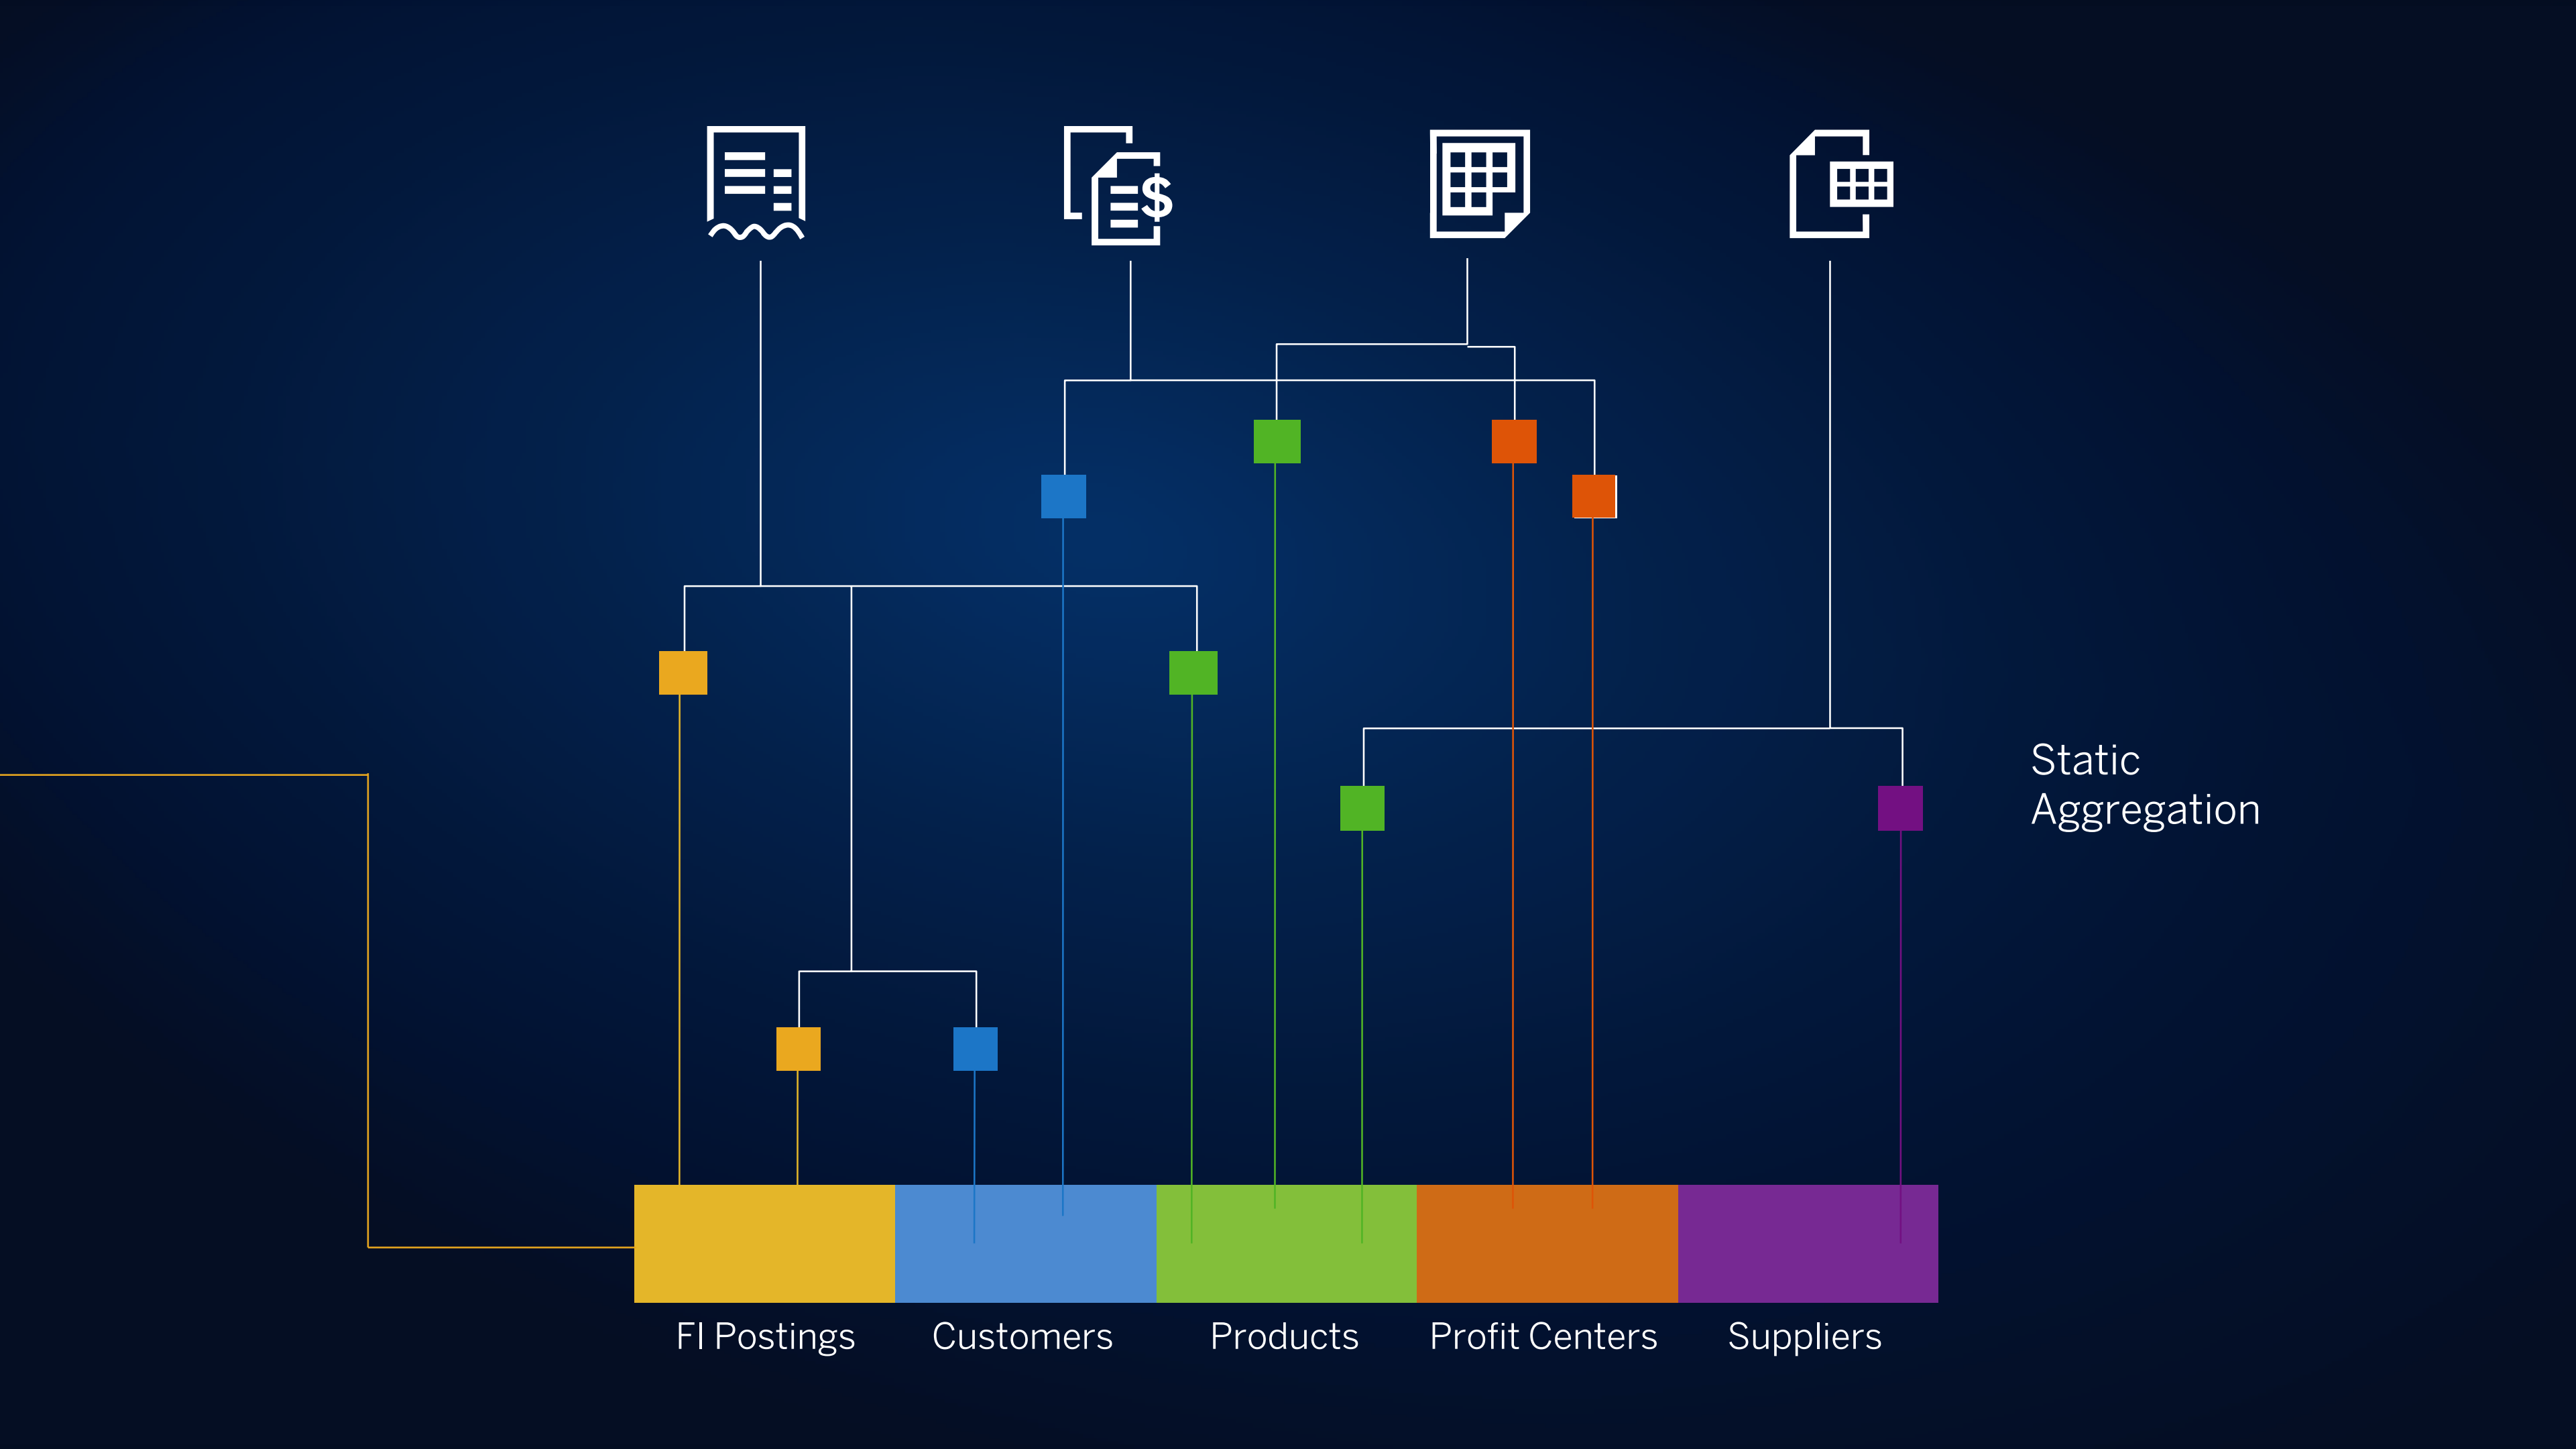 $
Static
Aggregation
FI Postings
Customers
Products
Profit Centers
Suppliers